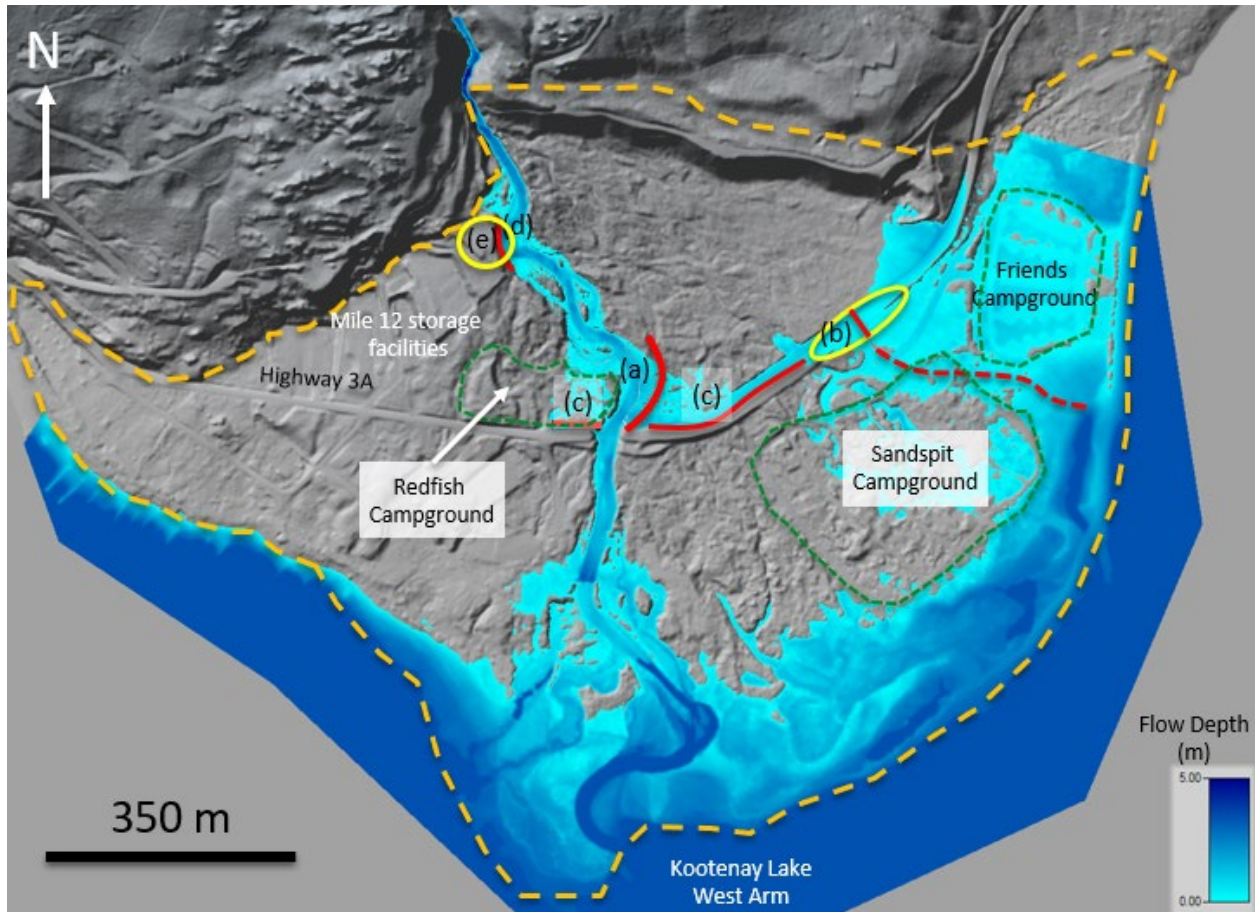 N
(d)
(e)
Friends
Campground
Mile 12 storage
facilities
(b)
Highway 3A
(a)
(c)
(c)
Sandspit
Campground
Redfish
Campground
Flow Depth
(m)
5.00
350 m
Kootenay Lake
West Arm
0.00